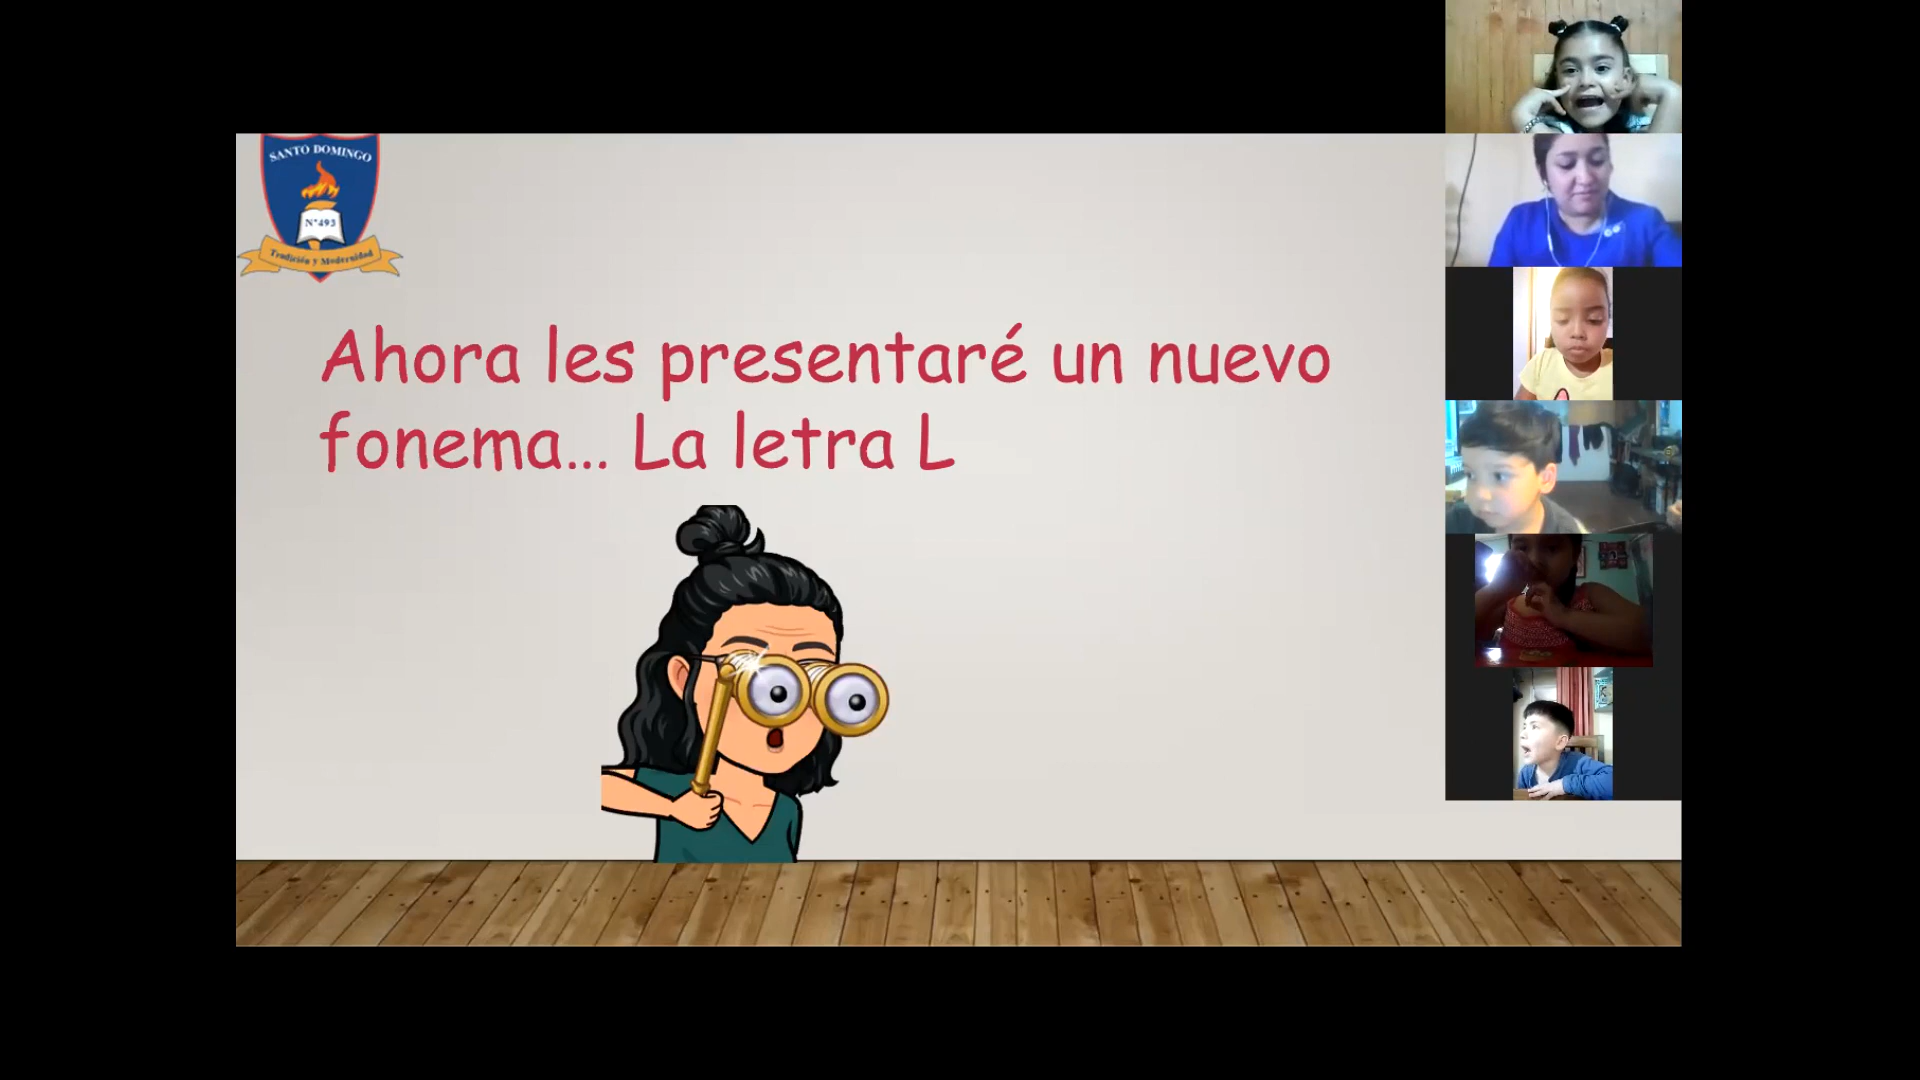 SANTO DOMINGO
N°493
Tradición y Modernidad
Ahora les presentaré un nuevo
fonema... La letra L